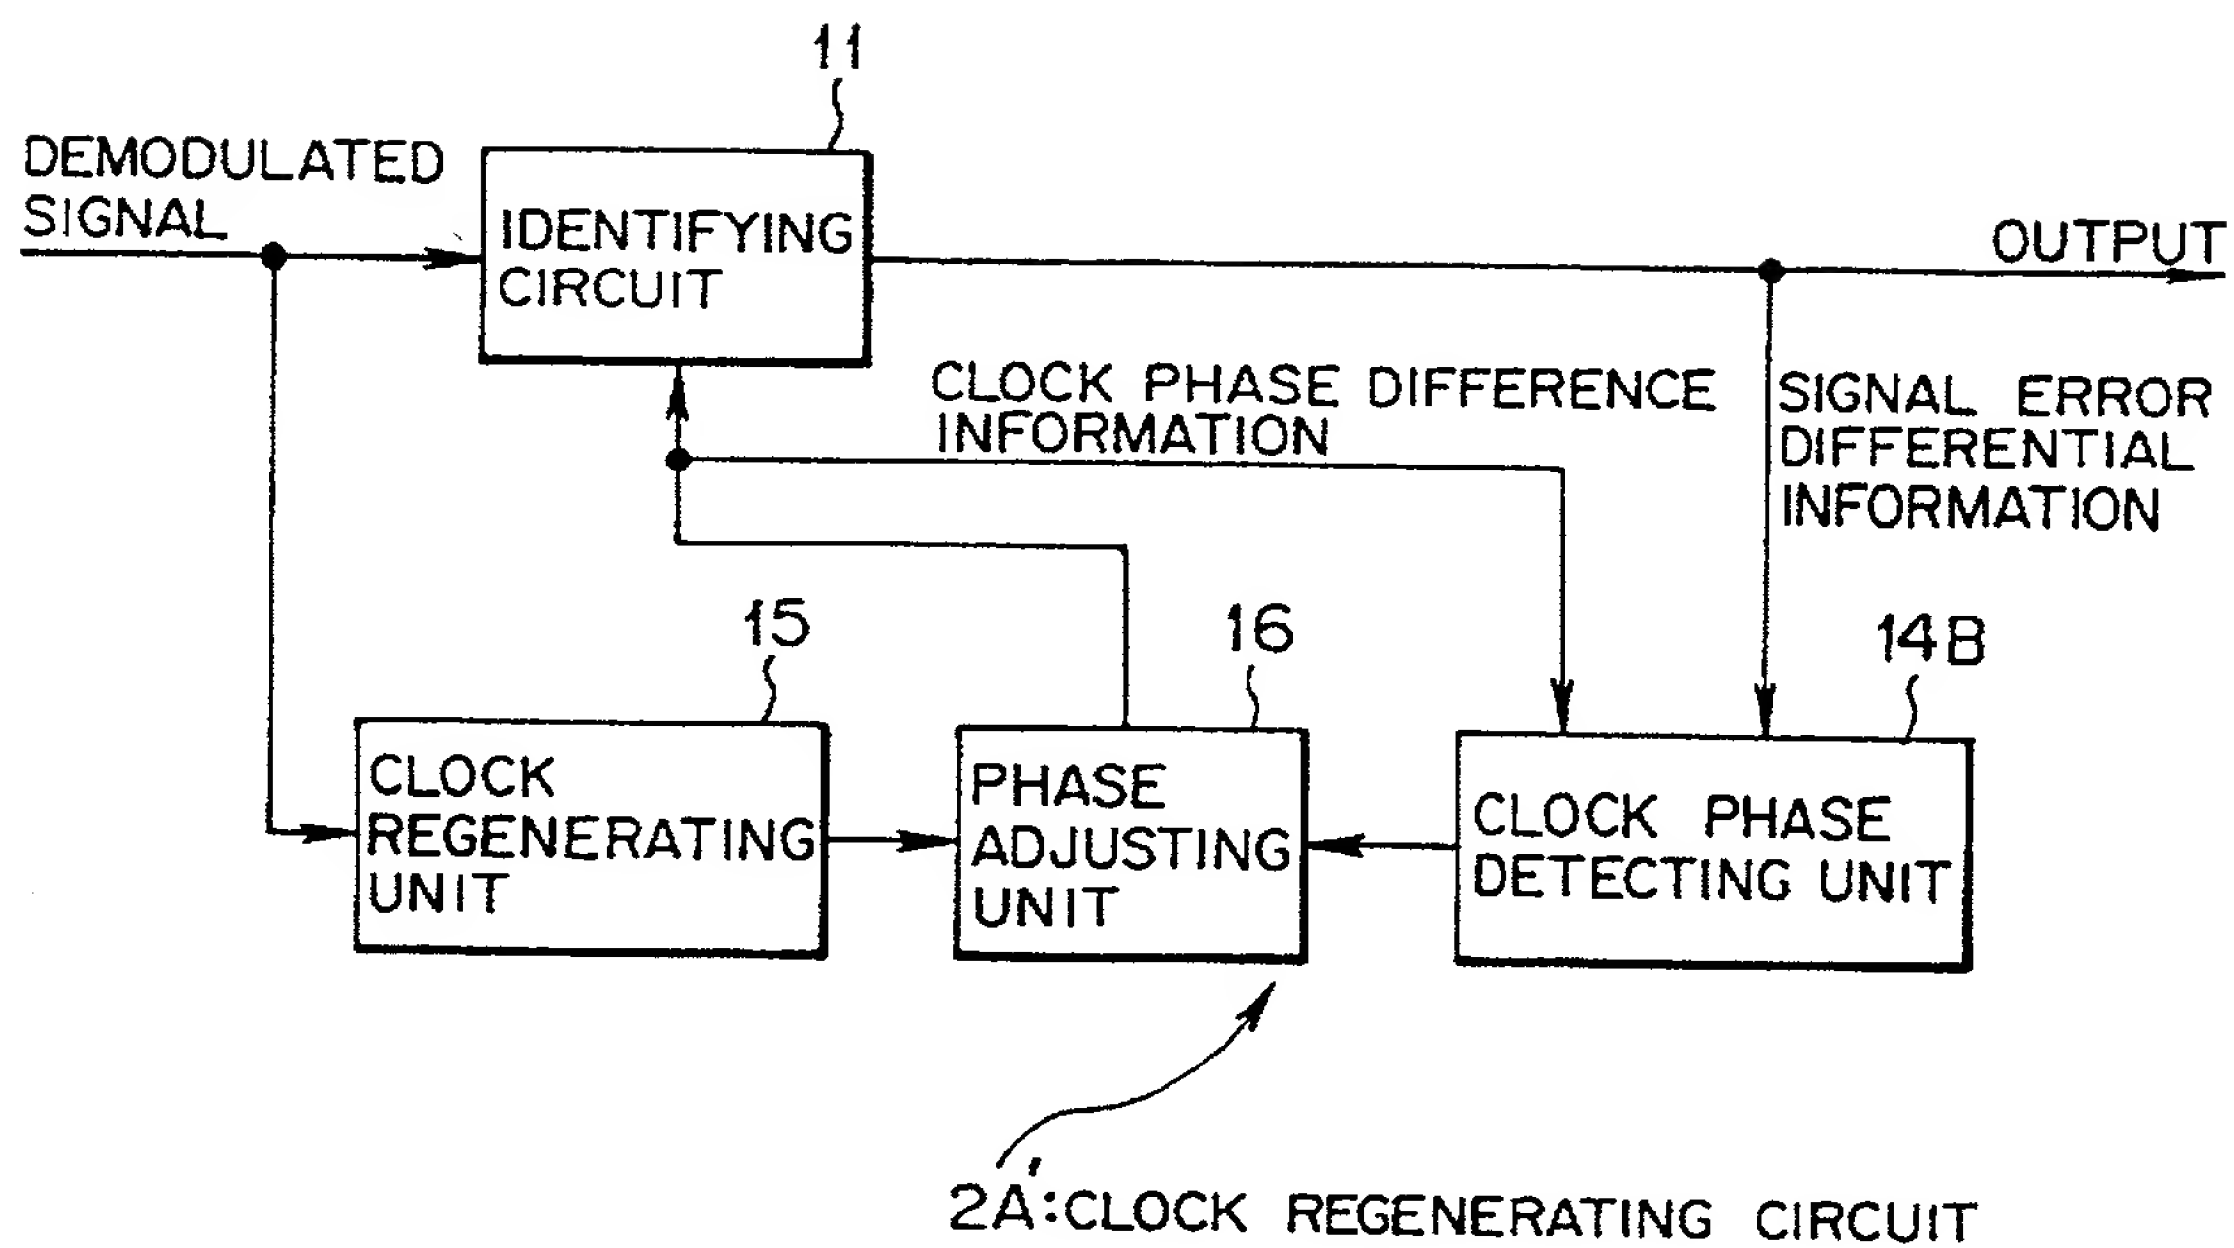 11
DEMODULATED
SIGNAL
IDENTIFYING
CIRCUIT
OUTPUT
CLOCK PHASE DIFFERENCE
INFORMATION
SIGNAL ERROR
DIFFERENTIAL
INFORMATION
15
16
14B
CLOCK
REGENERATING
UNIT
PHASE
ADJUSTING
UNIT
CLOCK PHASE
DETECTING UNIT
2A':CLOCK REGENERATING CIRCUIT